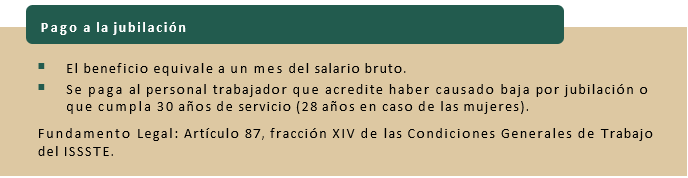 Pago a la jubilación
▪ El beneficio equivale a un mes del salario bruto.
▪ Se paga al personal trabajador que acredite haber causado baja por jubilación o
que cumpla 30 años de servicio (28 años en caso de las mujeres).
Fundamento Legal: Artículo 87, fracción XIV de las Condiciones Generales de Trabajo
del ISSSTE.